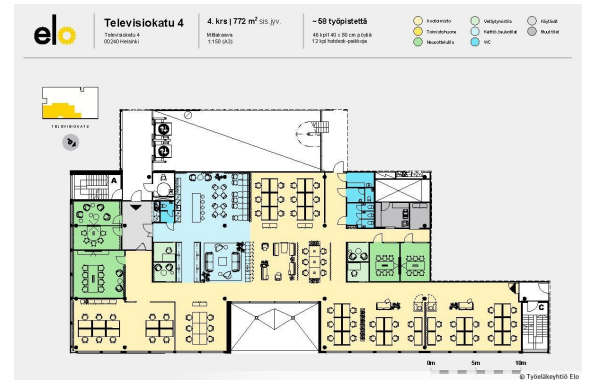 elo
Televisiokatu 4
Televisiokatu 4
00240 Helsinki
4. krs | 772 m² sis.jyv.
Mittakaava
1:150 (A3)
~58 työpistettä
46 kpl 140 x 80 cm pöytiä
12 kpl hotdesk-paikkoja
Avotoimisto
Toimistohuone
Neuvottelutila
Vetäytymistila
Keittiö, taukotilat
WC
Käytävät
Muut tilat
TELEVISIOKATU
A
C
0m 5m 10m
© Työeläkeyhtiö Elo